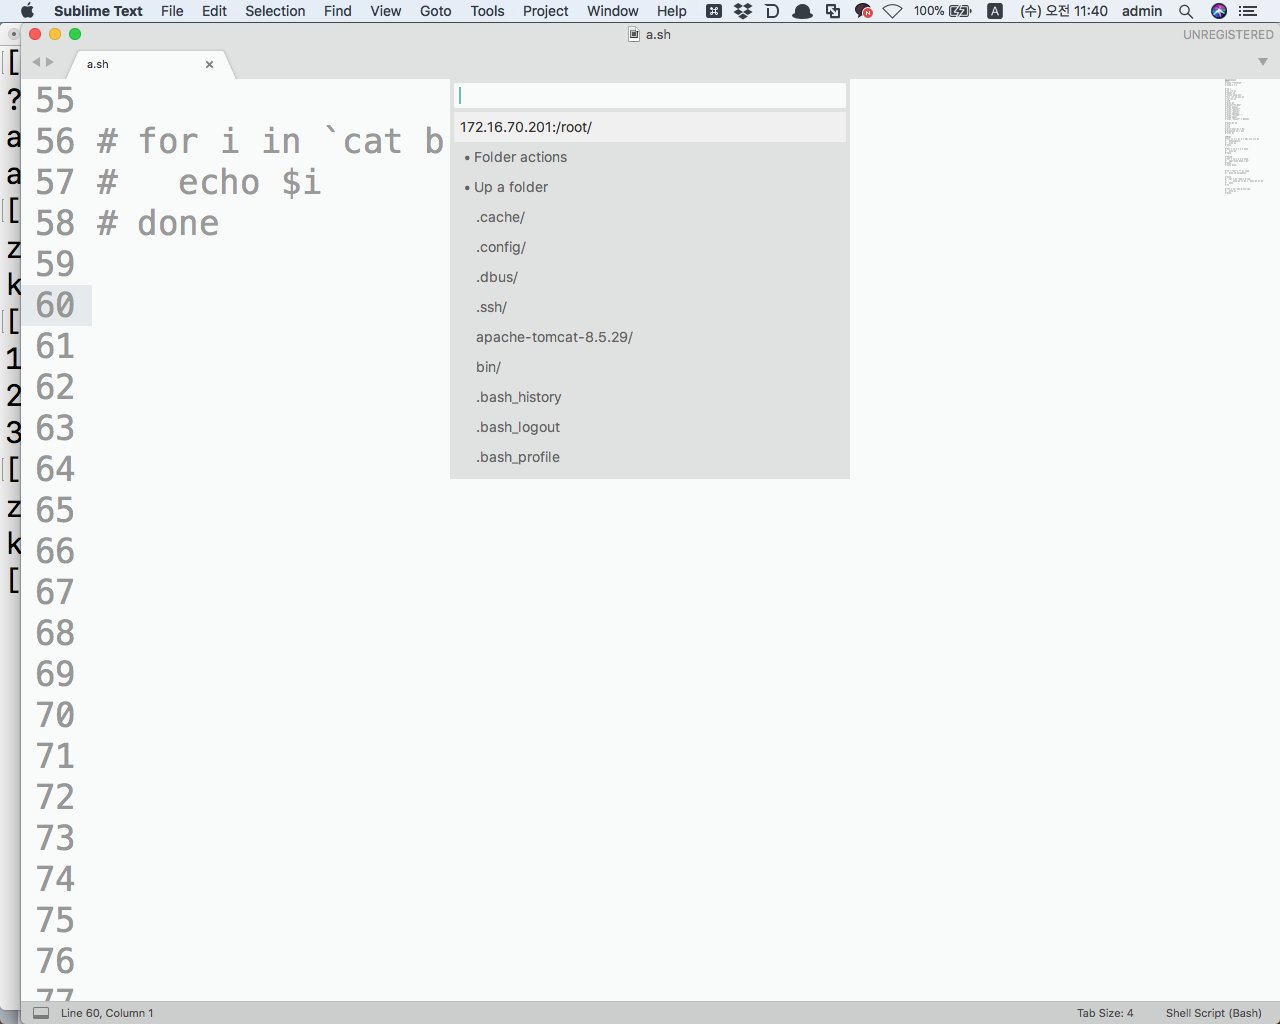 Sublime Text File Edit Selection Find View Goto Tools Project Window Help 100% A (수) 오전 11:40 admin
a.sh
UNREGISTERED
a.sh ×
[
?
a
a
[
z
k
[
1
2
3
[
z
k
[
55
56 # for i in `cat b
57 # echo $i
58 # done
59
60
61
62
63
64
65
66
67
68
69
70
71
72
73
74
75
76
77
172.16.70.201:/root/
• Folder actions
• Up a folder
.cache/
.config/
.dbus/
.ssh/
apache-tomcat-8.5.29/
bin/
.bash_history
.bash_logout
.bash_profile
Line 60, Column 1
Tab Size: 4
Shell Script (Bash)